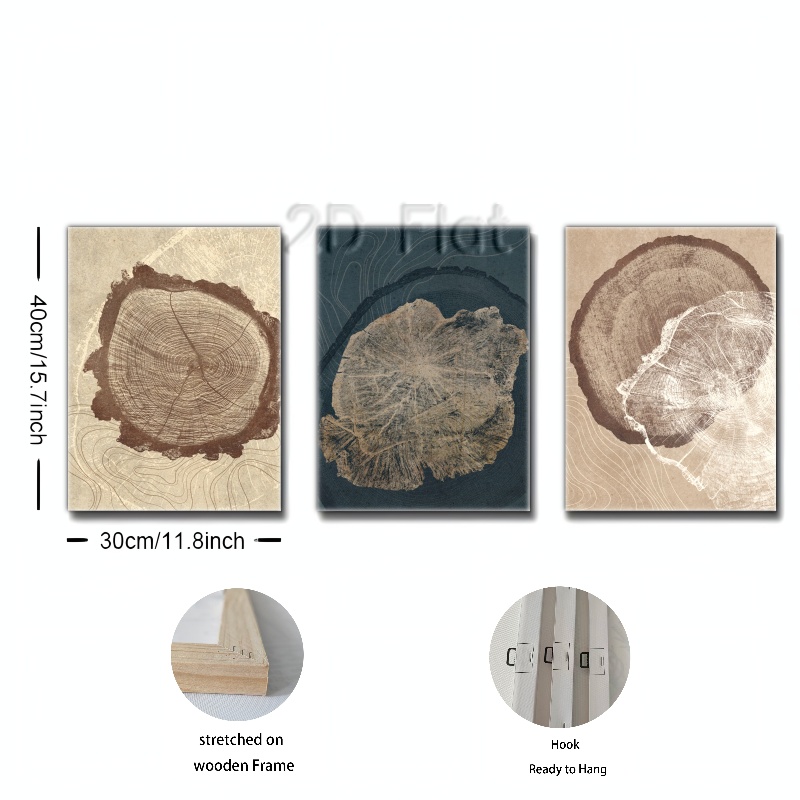 2D Flat
40cm/15.7inch
30cm/11.8inch
stretched on
wooden Frame
Hook
Ready to Hang